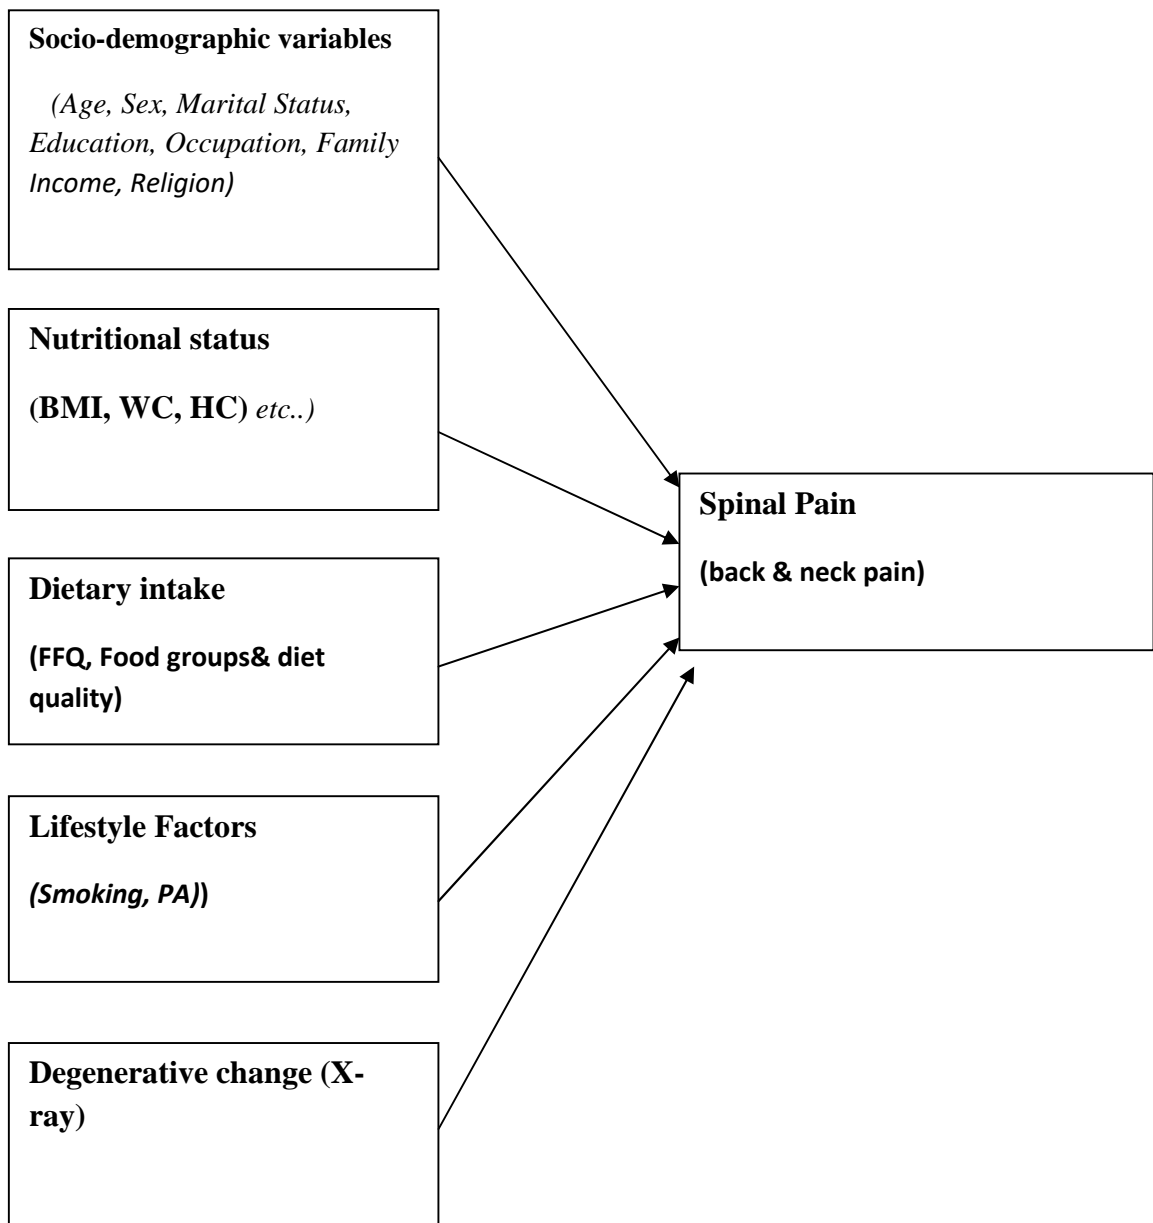 Socio-demographic variables
(Age, Sex, Marital Status,
Education, Occupation, Family
Income, Religion)
Nutritional status
(BMI, WC, HC) etc..)
Dietary intake
(FFQ, Food groups& diet
quality)
Lifestyle Factors
(Smoking, PA))
Degenerative change (X-
ray)
Spinal Pain
(back & neck pain)